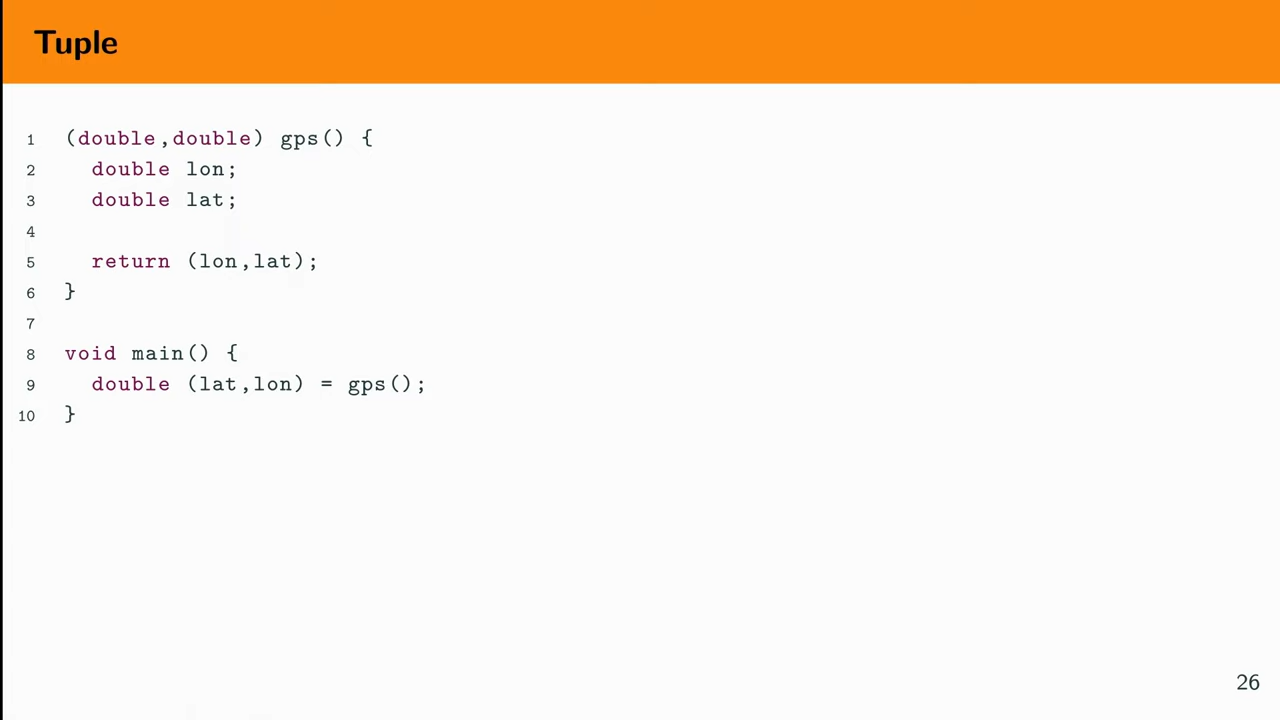 Tuple
1 (double,double) gps() {
2 double lon;
3 double lat;
4
5 return (lon,lat);
6 }
7
8 void main() {
9 double (lat,lon) = gps();
10 }
26